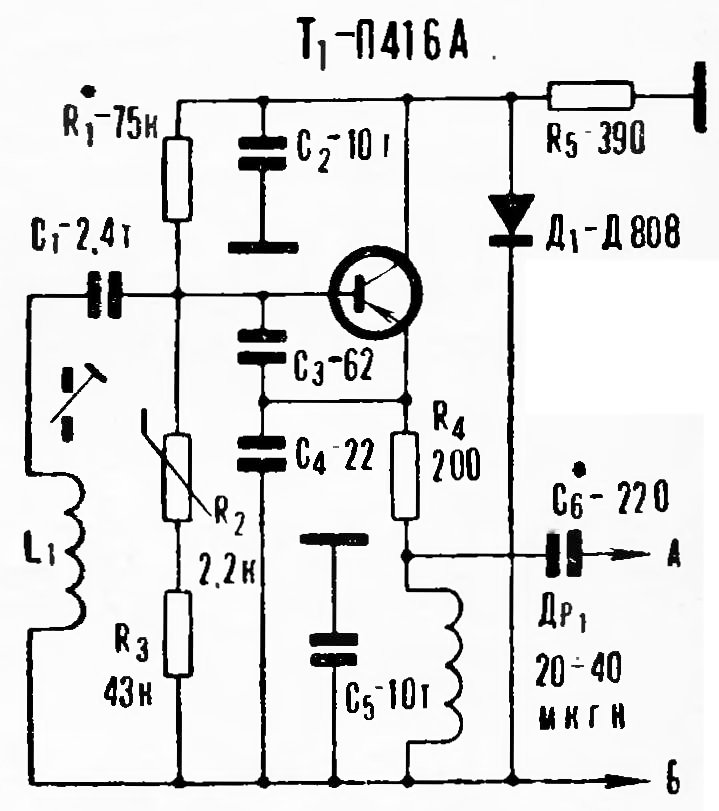 T1-П416А
R1-75к
C2-10т
R5-390
C1-2,4т
Д1-Д808
C3-62
R4
200
C4-22
C6-220
R2
2,2к
L1
А
Др1
R3
43к
20÷40
мкгн
C5-10т
Б